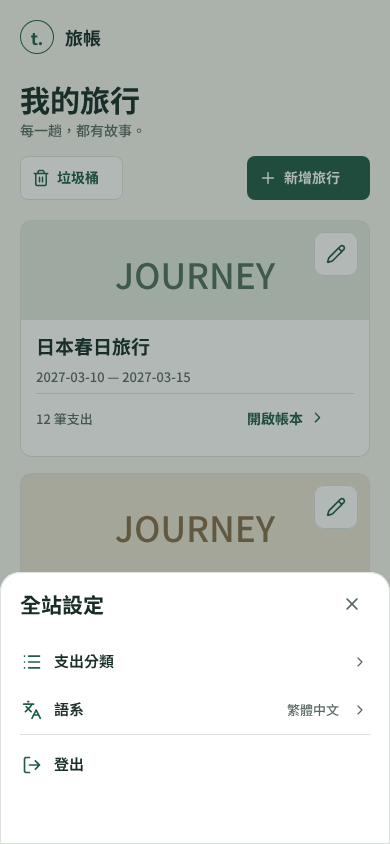 t. 旅帳
我的旅行
每一趟，都有故事。
垃圾桶
新增旅行
JOURNEY
日本春日旅行
2027-03-10 — 2027-03-15
12 筆支出
開啟帳本
JOURNEY
全站設定
支出分類
語系
繁體中文
登出